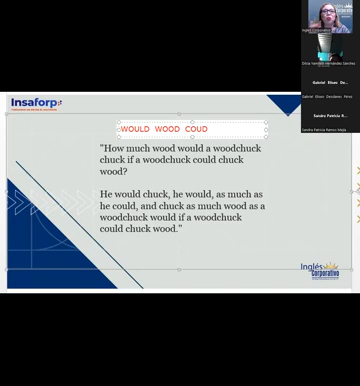 Insaforp
WOULD WOOD COUD
"How much wood would a woodchuck
chuck if a woodchuck could chuck
wood?
He would chuck, he would, as much as
he could, and chuck as much wood as a
woodchuck would if a woodchuck
could chuck wood."
Inglés
Corporativo
Gabriel Eliseo De...
Sandra Patricia R...